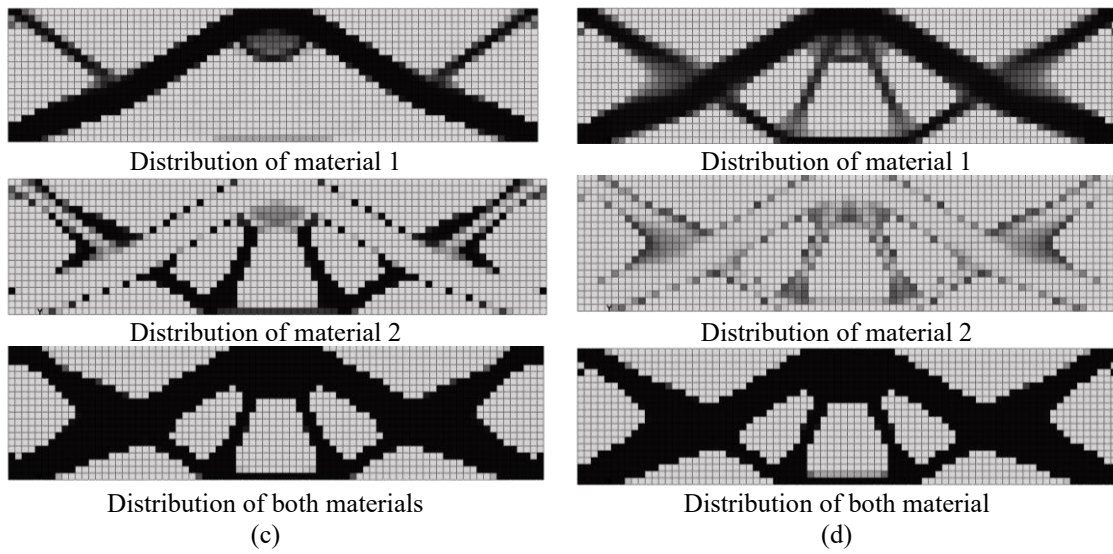 Distribution of material 1
Distribution of material 2
Y
Distribution of both materials
(c)
Distribution of material 1
Distribution of material 2
Y
Distribution of both material
(d)